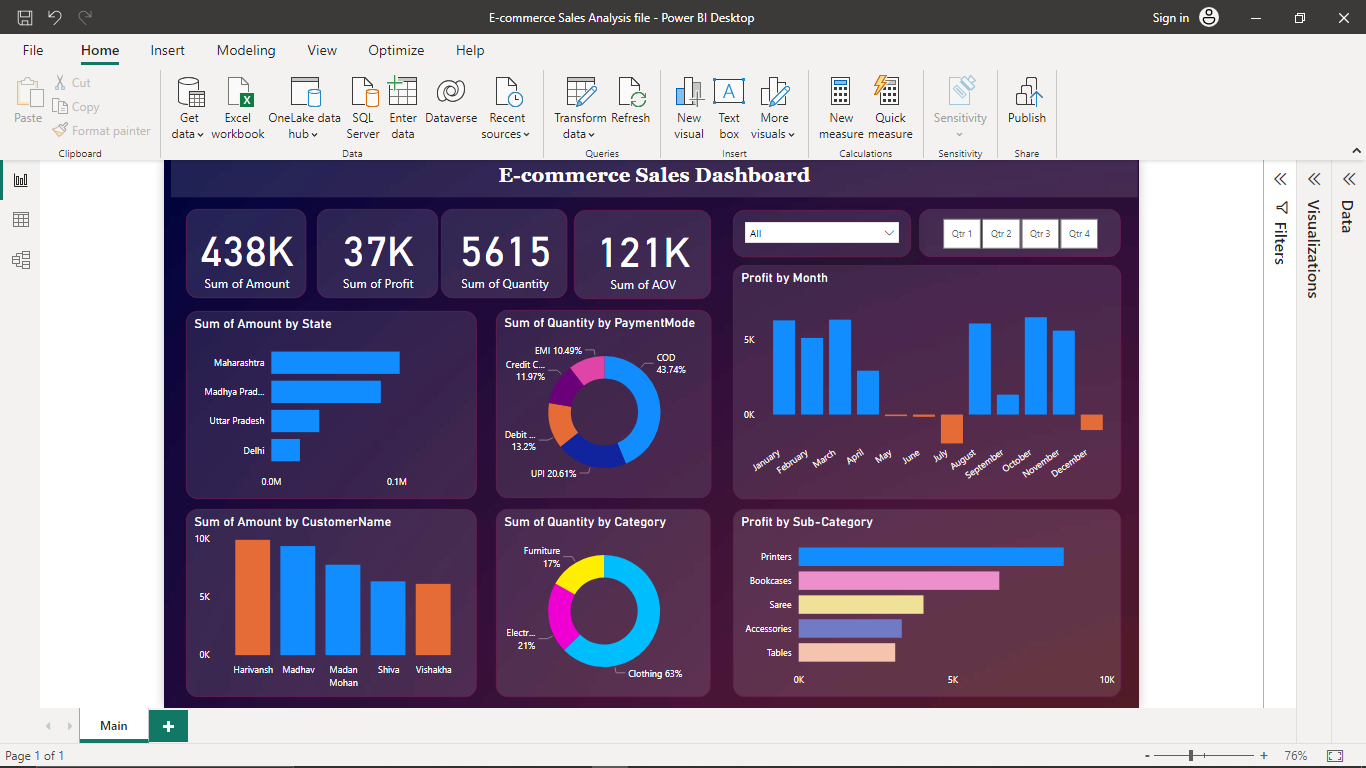 E-commerce Sales Analysis file - Power BI Desktop
Sign in
File Home Insert Modeling View Optimize Help
Paste
Cut
Copy
Format painter
Clipboard
Get data
Excel workbook
OneLake data hub
SQL Server
Enter data
Dataverse
Recent sources
Data
Transform data
Refresh
Queries
New visual
Text box
A
More visuals
Insert
New measure
Quick measure
Calculations
Sensitivity
Sensitivity
Publish
Share
E-commerce Sales Dashboard
438K
Sum of Amount
37K
Sum of Profit
5615
Sum of Quantity
121K
Sum of AOV
All
Qtr 1 Qtr 2 Qtr 3 Qtr 4
Sum of Amount by State
Maharashtra
Madhya Prad...
Uttar Pradesh
Delhi
0.0M 0.1M
Sum of Quantity by PaymentMode
EMI 10.49%
COD
43.74%
Credit C...
11.97%
Debit ...
13.2%
UPI 20.61%
Profit by Month
5K
0K
January February March April May June July August September October November December
Sum of Amount by CustomerName
10K
5K
0K
Harivansh Madhav Madan Mohan Shiva Vishakha
Sum of Quantity by Category
Furniture
17%
Electr...
21%
Clothing 63%
Profit by Sub-Category
Printers
Bookcases
Saree
Accessories
Tables
0K 5K 10K
Filters
Visualizations
Data
Main
+
Page 1 of 1
- + 76%